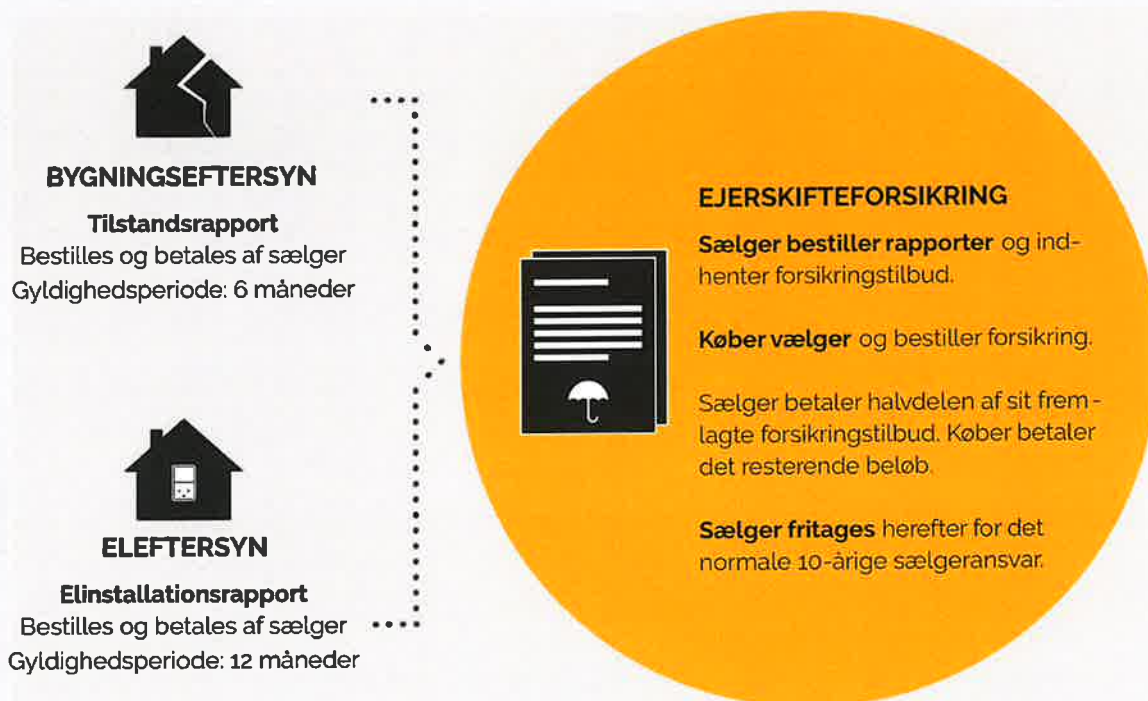 BYGNINGSEFTERSYN
Tilstandsrapport
Bestilles og betales af sælger
Gyldighedsperiode: 6 måneder
ELEFTERSYN
Elinstallationsrapport
Bestilles og betales af sælger
Gyldighedsperiode: 12 måneder
EJERSKIFTEFORSIKRING
Sælger bestiller rapporter og ind-
henter forsikringstilbud.
Køber vælger og bestiller forsikring.
Sælger betaler halvdelen af sit frem-
lagte forsikringstilbud. Køber betaler
det resterende beløb.
Sælger fritages herefter for det
normale 10-årige sælgeransvar.